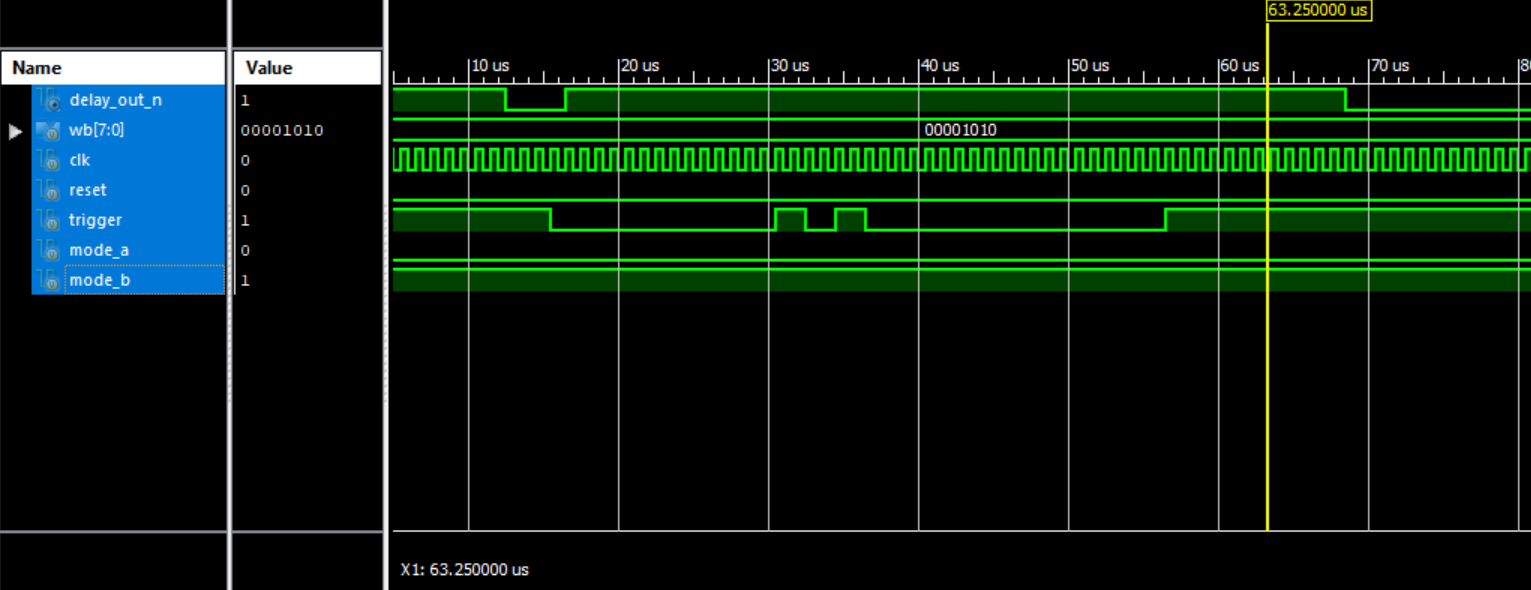 63.250000 us
Name Value
10 us 20 us 30 us 40 us 50 us 60 us 70 us 80
delay_out_n 1
wb[7:0] 00001010 00001010
clk 0
reset 0
trigger 1
mode_a 0
mode_b 1
X1: 63.250000 us